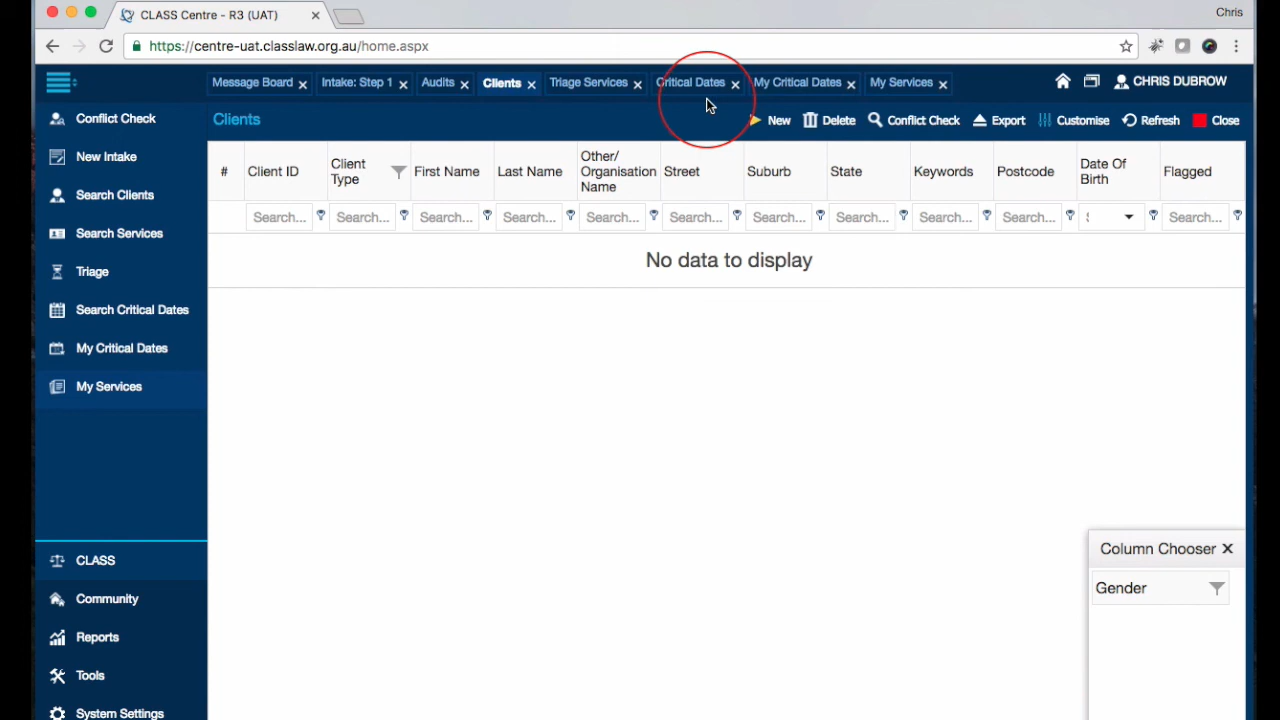 CLASS Centre - R3 (UAT)
Chris
https://centre-uat.classlaw.org.au/home.aspx
Message Board
Intake: Step 1
Audits
Clients
Triage Services
Critical Dates
My Critical Dates
My Services
CHRIS DUBROW
Conflict Check
New Intake
Search Clients
Search Services
Triage
Search Critical Dates
My Critical Dates
My Services
CLASS
Community
Reports
Tools
System Settings
Clients
New
Delete
Conflict Check
Export
Customise
Refresh
Close
#
Client ID
Client
Type
First Name
Last Name
Other/
Organisation
Name
Street
Suburb
State
Keywords
Postcode
Date Of
Birth
Flagged
Search... Search... Search... Search... Search... Search... Search... Search... Search... Search... Search...
No data to display
Column Chooser
Gender